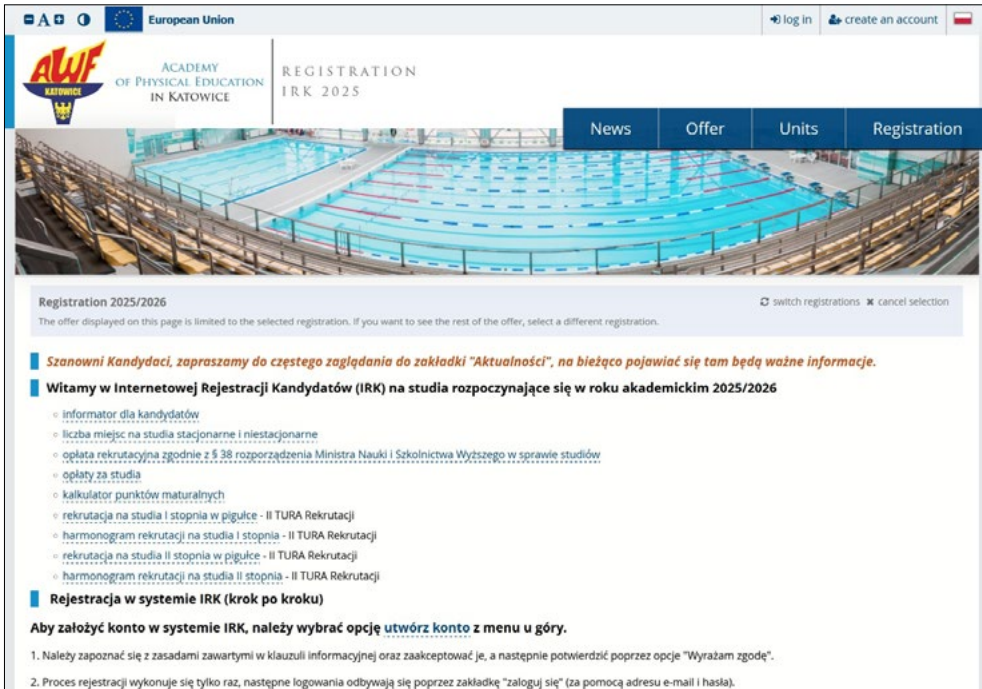 A
European Union
log in
create an account
AWF
KATOWICE
ACADEMY
OF PHYSICAL EDUCATION
IN KATOWICE
REGISTRATION
IRK 2025
News
Offer
Units
Registration
Registration 2025/2026
switch registrations
cancel selection
The offer displayed on this page is limited to the selected registration. If you want to see the rest of the offer, select a different registration.
Szanowni Kandydaci, zapraszamy do częstego zaglądania do zakładki "Aktualności", na bieżąco pojawiać się tam będą ważne informacje.
Witamy w Internetowej Rejestracji Kandydatów (IRK) na studia rozpoczynające się w roku akademickim 2025/2026
informator dla kandydatów
liczba miejsc na studia stacjonarne i niestacjonarne
opłata rekrutacyjna zgodnie z § 38 rozporządzenia Ministra Nauki i Szkolnictwa Wyższego w sprawie studiów
opłaty za studia
kalkulator punktów maturalnych
rekrutacja na studia I stopnia w pigułce - II TURA Rekrutacji
harmonogram rekrutacji na studia I stopnia - II TURA Rekrutacji
rekrutacja na studia II stopnia w pigułce - II TURA Rekrutacji
harmonogram rekrutacji na studia II stopnia - II TURA Rekrutacji
Rejestracja w systemie IRK (krok po kroku)
Aby założyć konto w systemie IRK, należy wybrać opcję utwórz konto z menu u góry.
1. Należy zapoznać się z zasadami zawartymi w klauzuli informacyjnej oraz zaakceptować je, a następnie potwierdzić poprzez opcje "Wyrażam zgodę".
2. Proces rejestracji wykonuje się tylko raz, następne logowania odbywają się poprzez zakładkę "zaloguj się" (za pomocą adresu e-mail i hasła).